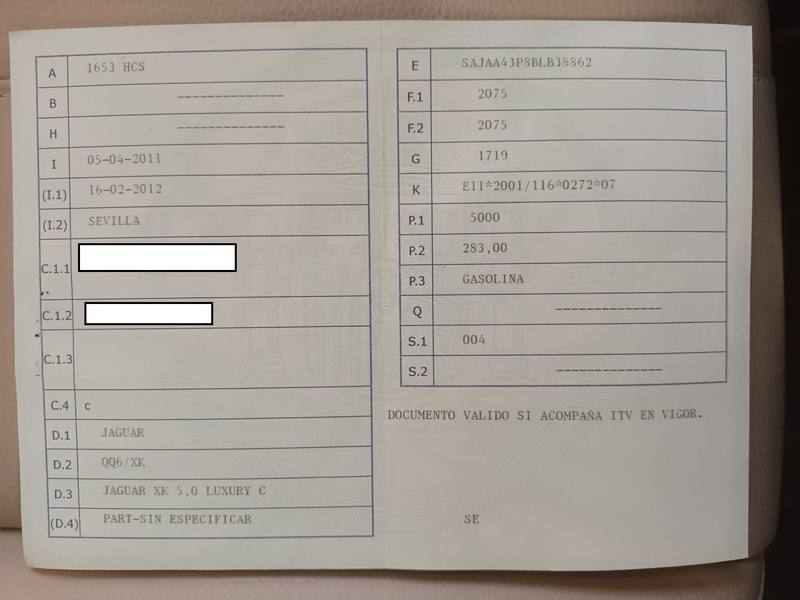 A 1653 HCS
B --------------
H --------------
I 05-04-2011
(I.1) 16-02-2012
(I.2) SEVILLA
C.1.1
C.1.2
C.1.3
C.4 c
D.1 JAGUAR
D.2 QQ6/XK
D.3 JAGUAR XK 5,0 LUXURY C
(D.4) PART-SIN ESPECIFICAR
E SAJAA43P8BLB38862
F.1 2075
F.2 2075
G 1719
K E11*2001/116*0272*07
P.1 5000
P.2 283,00
P.3 GASOLINA
Q --------------
S.1 004
S.2 --------------
DOCUMENTO VALIDO SI ACOMPAÑA ITV EN VIGOR.
SE